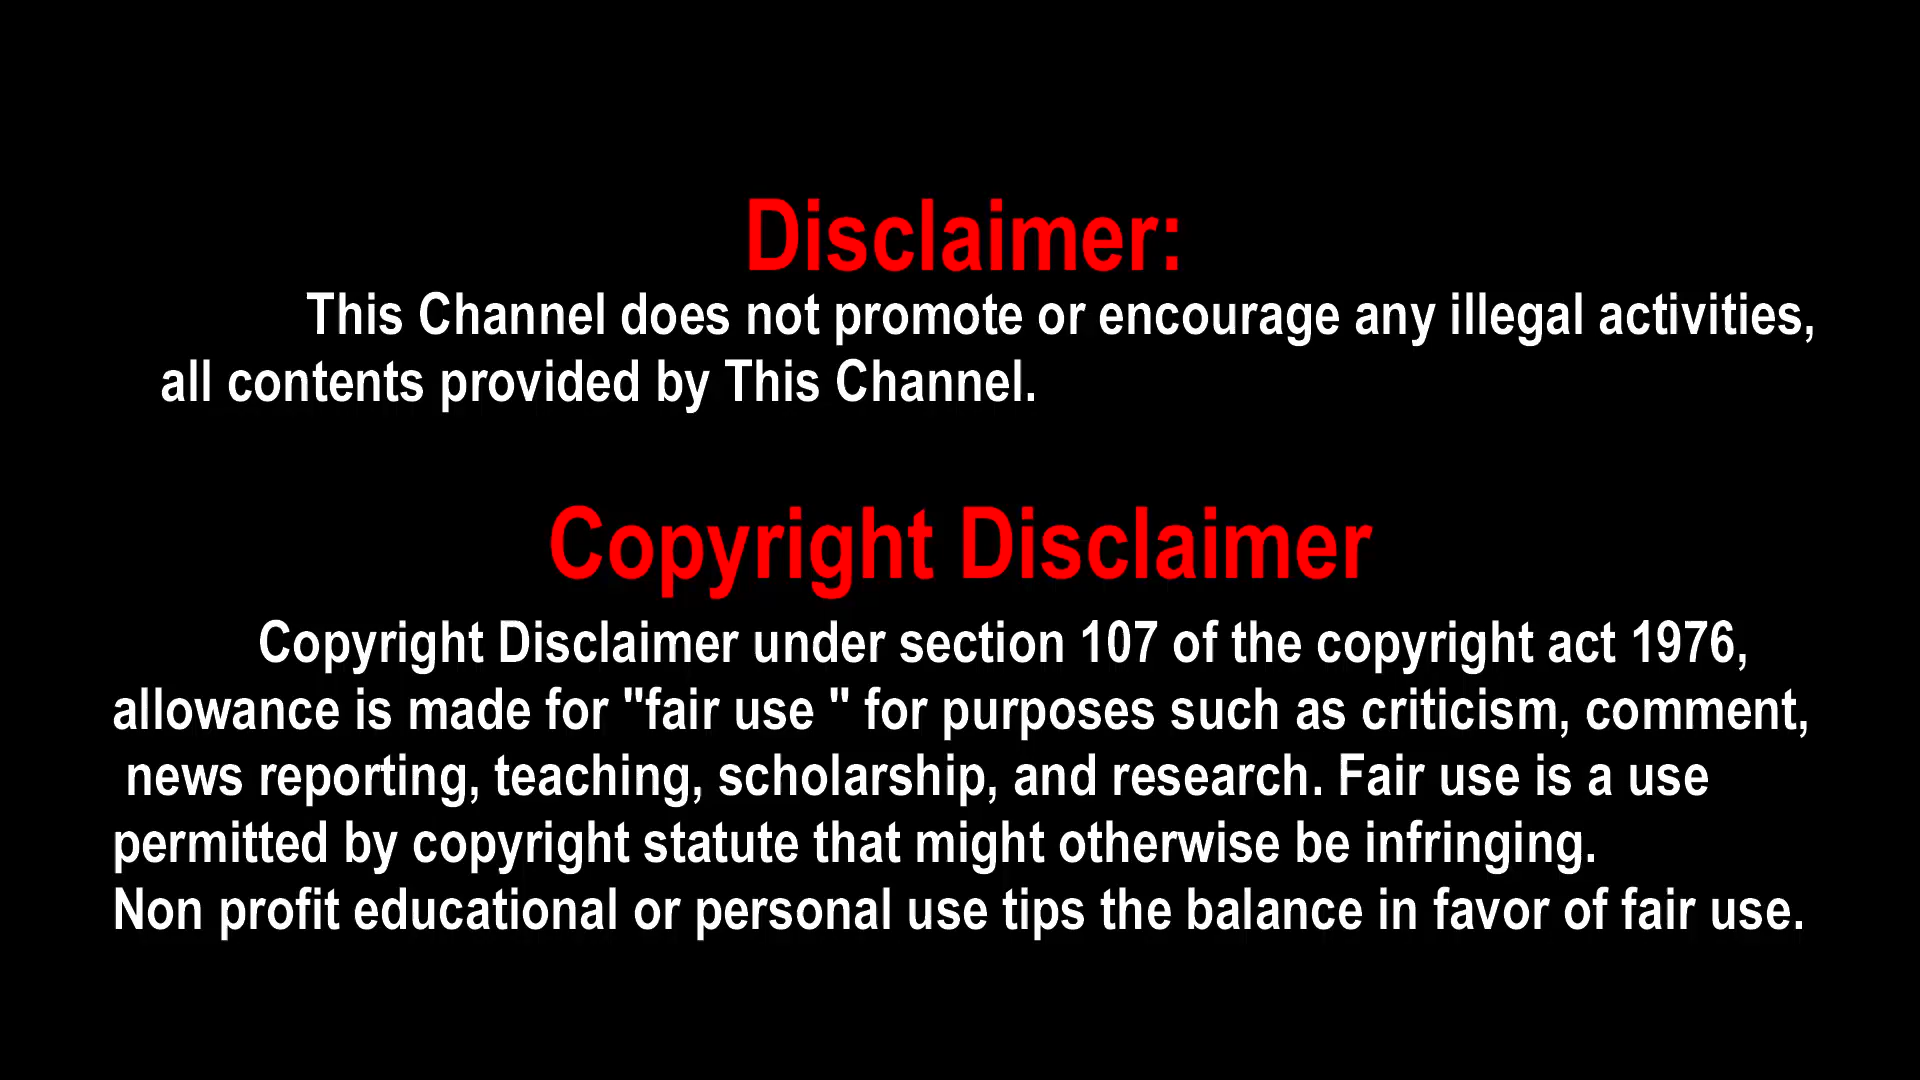 Disclaimer:
This Channel does not promote or encourage any illegal activities,
all contents provided by This Channel.
Copyright Disclaimer
Copyright Disclaimer under section 107 of the copyright act 1976,
allowance is made for "fair use " for purposes such as criticism, comment,
news reporting, teaching, scholarship, and research. Fair use is a use
permitted by copyright statute that might otherwise be infringing.
Non profit educational or personal use tips the balance in favor of fair use.